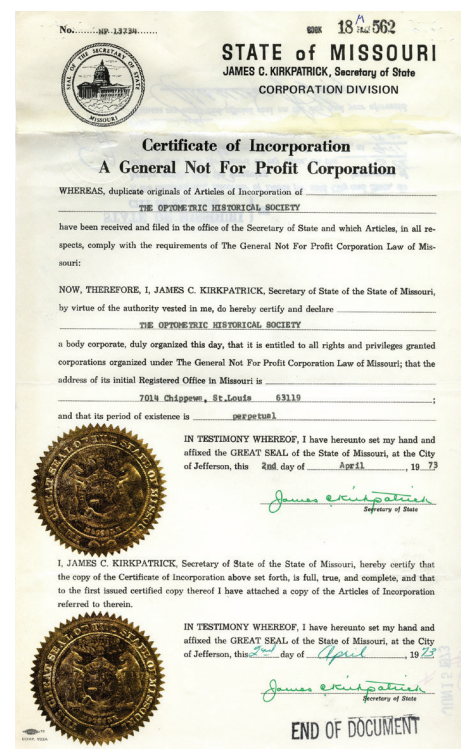 No. NP 13734
BOOK 18 M PAGE 562
SEAL OF THE SECRETARY OF STATE
MISSOURI
STATE of MISSOURI
JAMES C. KIRKPATRICK, Secretary of State
CORPORATION DIVISION
Certificate of Incorporation
A General Not For Profit Corporation
WHEREAS, duplicate originals of Articles of Incorporation of
THE OPTOMETRIC HISTORICAL SOCIETY
have been received and filed in the office of the Secretary of State and which Articles, in all re-
spects, comply with the requirements of The General Not For Profit Corporation Law of Mis-
souri:
NOW, THEREFORE, I, JAMES C. KIRKPATRICK, Secretary of State of the State of Missouri,
by virtue of the authority vested in me, do hereby certify and declare
THE OPTOMETRIC HISTORICAL SOCIETY
a body corporate, duly organized this day, that it is entitled to all rights and privileges granted
corporations organized under The General Not For Profit Corporation Law of Missouri; that the
address of its initial Registered Office in Missouri is
7014 Chippewa, St.Louis 63119 ;
and that its period of existence is perpetual
IN TESTIMONY WHEREOF, I have hereunto set my hand and
affixed the GREAT SEAL of the State of Missouri, at the City
of Jefferson, this 2nd day of April, 19 73
James C Kirkpatrick
Secretary of State
I, JAMES C. KIRKPATRICK, Secretary of State of the State of Missouri, hereby certify that
the copy of the Certificate of Incorporation above set forth, is full, true, and complete, and that
to the first issued certified copy thereof I have attached a copy of the Articles of Incorporation
referred to therein.
IN TESTIMONY WHEREOF, I have hereunto set my hand and
affixed the GREAT SEAL of the State of Missouri, at the City
of Jefferson, this 2nd day of April, 19 73
James C Kirkpatrick
Secretary of State
END OF DOCUMENT